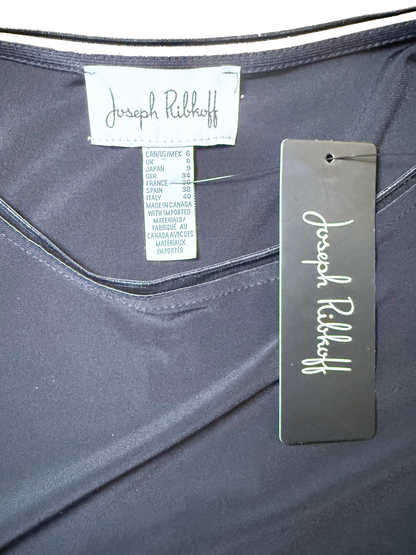 Joseph Ribkoff
CAN/US/MEX 6
UK 8
JAPAN 9
GER 34
FRANCE 36
SPAIN 38
ITALY 40
MADE IN CANADA
WITH IMPORTED
MATERIALS/
FABRIQUÉ AU
CANADA AVEC DES
MATÉRIAUX
IMPORTÉS
Joseph Ribkoff